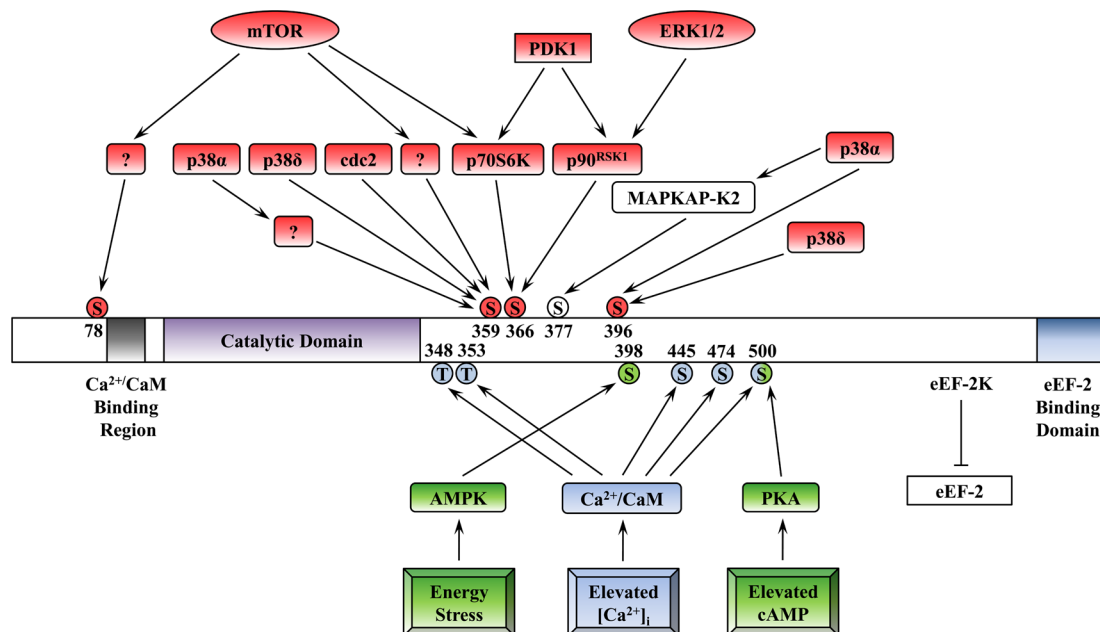 mTOR
PDK1
ERK1/2
?
p38α
p38δ
cdc2
?
p70S6K
p90RSK1
p38α
MAPKAP-K2
?
p38δ
S
S
S
S
S
78
359
366
377
396
Catalytic Domain
348
353
398
445
474
500
T
T
S
S
S
S
Ca²⁺/CaM
Binding
Region
eEF-2K
eEF-2
Binding
Domain
AMPK
Ca²⁺/CaM
PKA
eEF-2
Energy
Stress
Elevated
[Ca²⁺]i
Elevated
cAMP